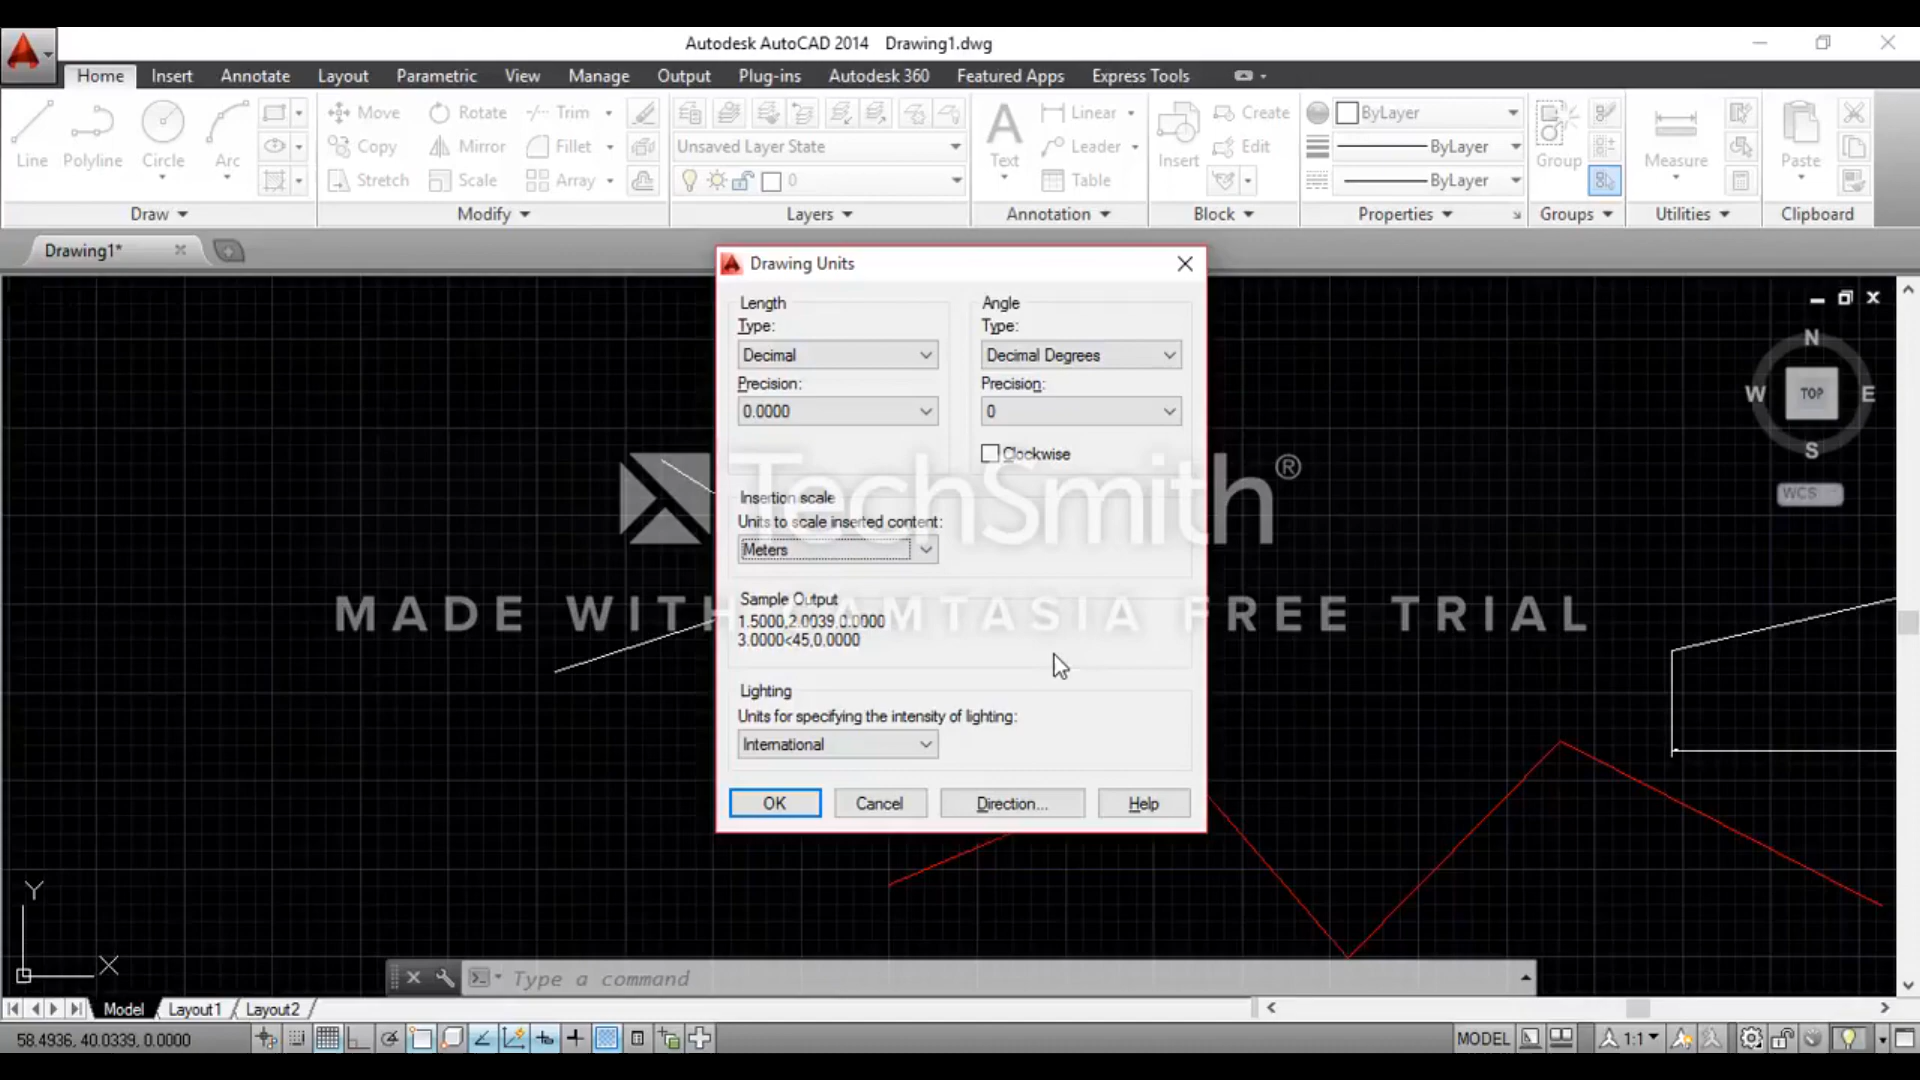 Autodesk AutoCAD 2014 Drawing1.dwg
Home Insert Annotate Layout Parametric View Manage Output Plug-ins Autodesk 360 Featured Apps Express Tools
Line Polyline Circle Arc
Move Rotate Trim
Copy Mirror Fillet
Stretch Scale Array
Unsaved Layer State
0
Text
Linear
Leader
Table
Insert
Create
Edit
ByLayer
ByLayer
ByLayer
Group
Measure
Paste
Draw Modify Layers Annotation Block Properties Groups Utilities Clipboard
Drawing1*
Drawing Units
Length
Type:
Decimal
Precision:
0.0000
Angle
Type:
Decimal Degrees
Precision:
0
Clockwise
Insertion scale
Units to scale inserted content:
Meters
Sample Output
1.5000,2.0039,0.0000
3.0000<45,0.0000
Lighting
Units for specifying the intensity of lighting:
International
OK Cancel Direction... Help
TechSmith®
MADE WITH CAMTASIA FREE TRIAL
N
W TOP E
S
WCS
Y
X
Type a command
Model Layout1 Layout2
58.4936, 40.0339, 0.0000
MODEL
1:1